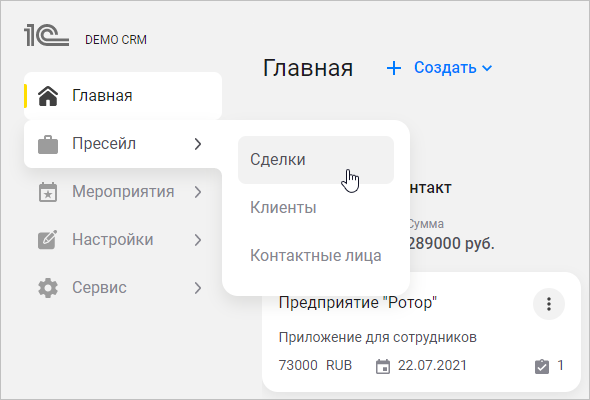 1С DEMO CRM
Главная
Пресейл
Мероприятия
Настройки
Сервис
Сделки
Клиенты
Контактные лица
Главная
Создать
нтакт
Сумма
289000 руб.
Предприятие "Ротор"
Приложение для сотрудников
73000 RUB 22.07.2021 1